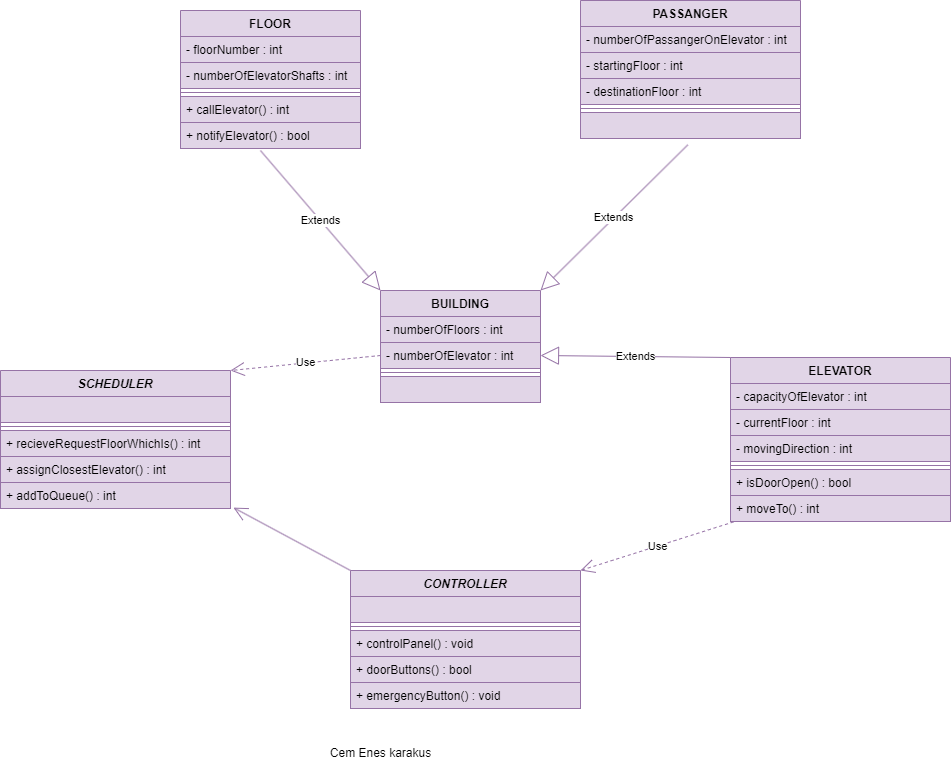 FLOOR
- floorNumber : int
- numberOfElevatorShafts : int
+ callElevator() : int
+ notifyElevator() : bool
PASSANGER
- numberOfPassangerOnElevator : int
- startingFloor : int
- destinationFloor : int
Extends
Extends
BUILDING
- numberOfFloors : int
- numberOfElevator : int
Use
Extends
SCHEDULER
+ recieveRequestFloorWhichIs() : int
+ assignClosestElevator() : int
+ addToQueue() : int
ELEVATOR
- capacityOfElevator : int
- currentFloor : int
- movingDirection : int
+ isDoorOpen() : bool
+ moveTo() : int
Use
CONTROLLER
+ controlPanel() : void
+ doorButtons() : bool
+ emergencyButton() : void
Cem Enes karakus